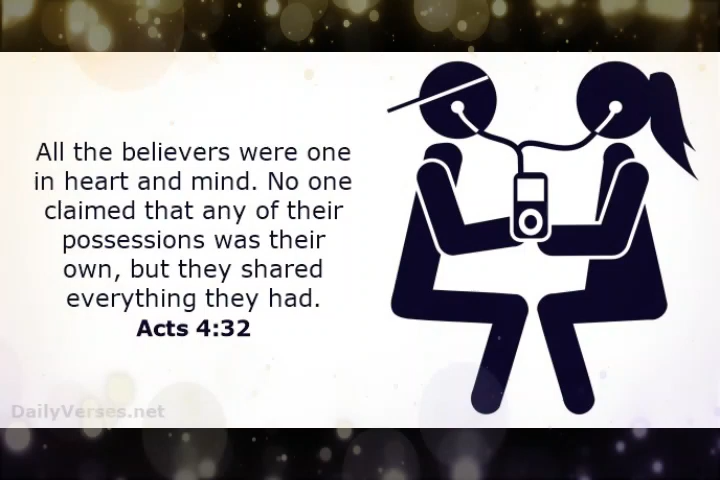 All the believers were one
in heart and mind. No one
claimed that any of their
possessions was their
own, but they shared
everything they had.
Acts 4:32
DailyVerses.net